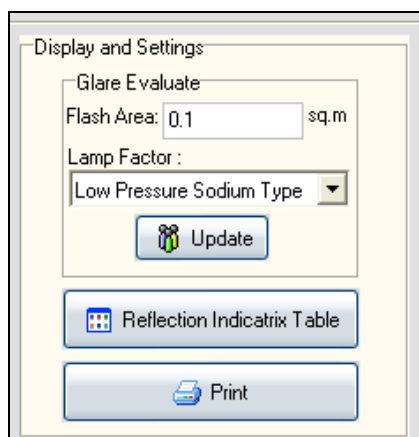 Display and Settings
Glare Evaluate
Flash Area: 0.1 sq.m
Lamp Factor :
Low Pressure Sodium Type
Update
Reflection Indicatrix Table
Print